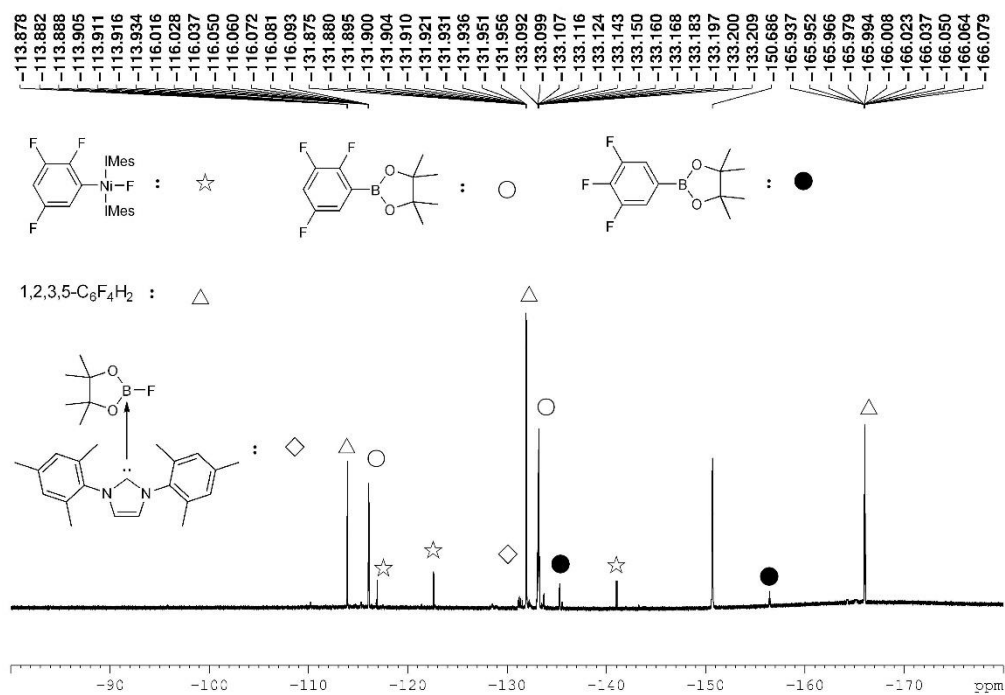 -113.878 -113.882 -113.888 -113.905 -113.911 -113.916 -113.934 -116.016 -116.028 -116.037 -116.050 -116.060 -116.072 -116.081 -116.093 -131.875 -131.880 -131.895 -131.900 -131.904 -131.910 -131.921 -131.931 -131.936 -131.951 -131.956 -133.092 -133.099 -133.107 -133.116 -133.124 -133.143 -133.150 -133.160 -133.168 -133.183 -133.197 -133.200 -133.209 -150.686 -165.937 -165.952 -165.966 -165.979 -165.994 -166.008 -166.023 -166.037 -166.050 -166.064 -166.079
F F IMes Ni F IMes F :
F F B O O F :
F F F B O O :
1,2,3,5-C₆F₄H₂ :
O B F O
N N :
-90 -100 -110 -120 -130 -140 -150 -160 -170 ppm